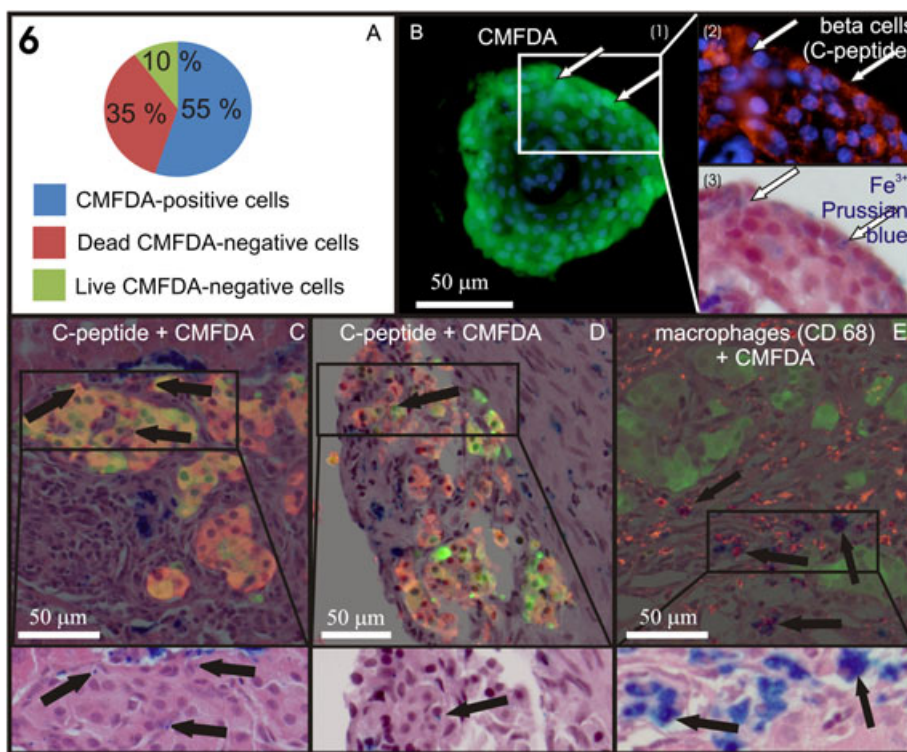 6
A
10 %
35 %
55 %
CMFDA-positive cells
Dead CMFDA-negative cells
Live CMFDA-negative cells
B
CMFDA
(1)
50 µm
(2)
beta cells
(C-peptide
(3)
Fe³⁺
Prussian
blue
C-peptide + CMFDA
C
50 µm
C-peptide + CMFDA
D
50 µm
macrophages (CD 68)
+ CMFDA
E
50 µm